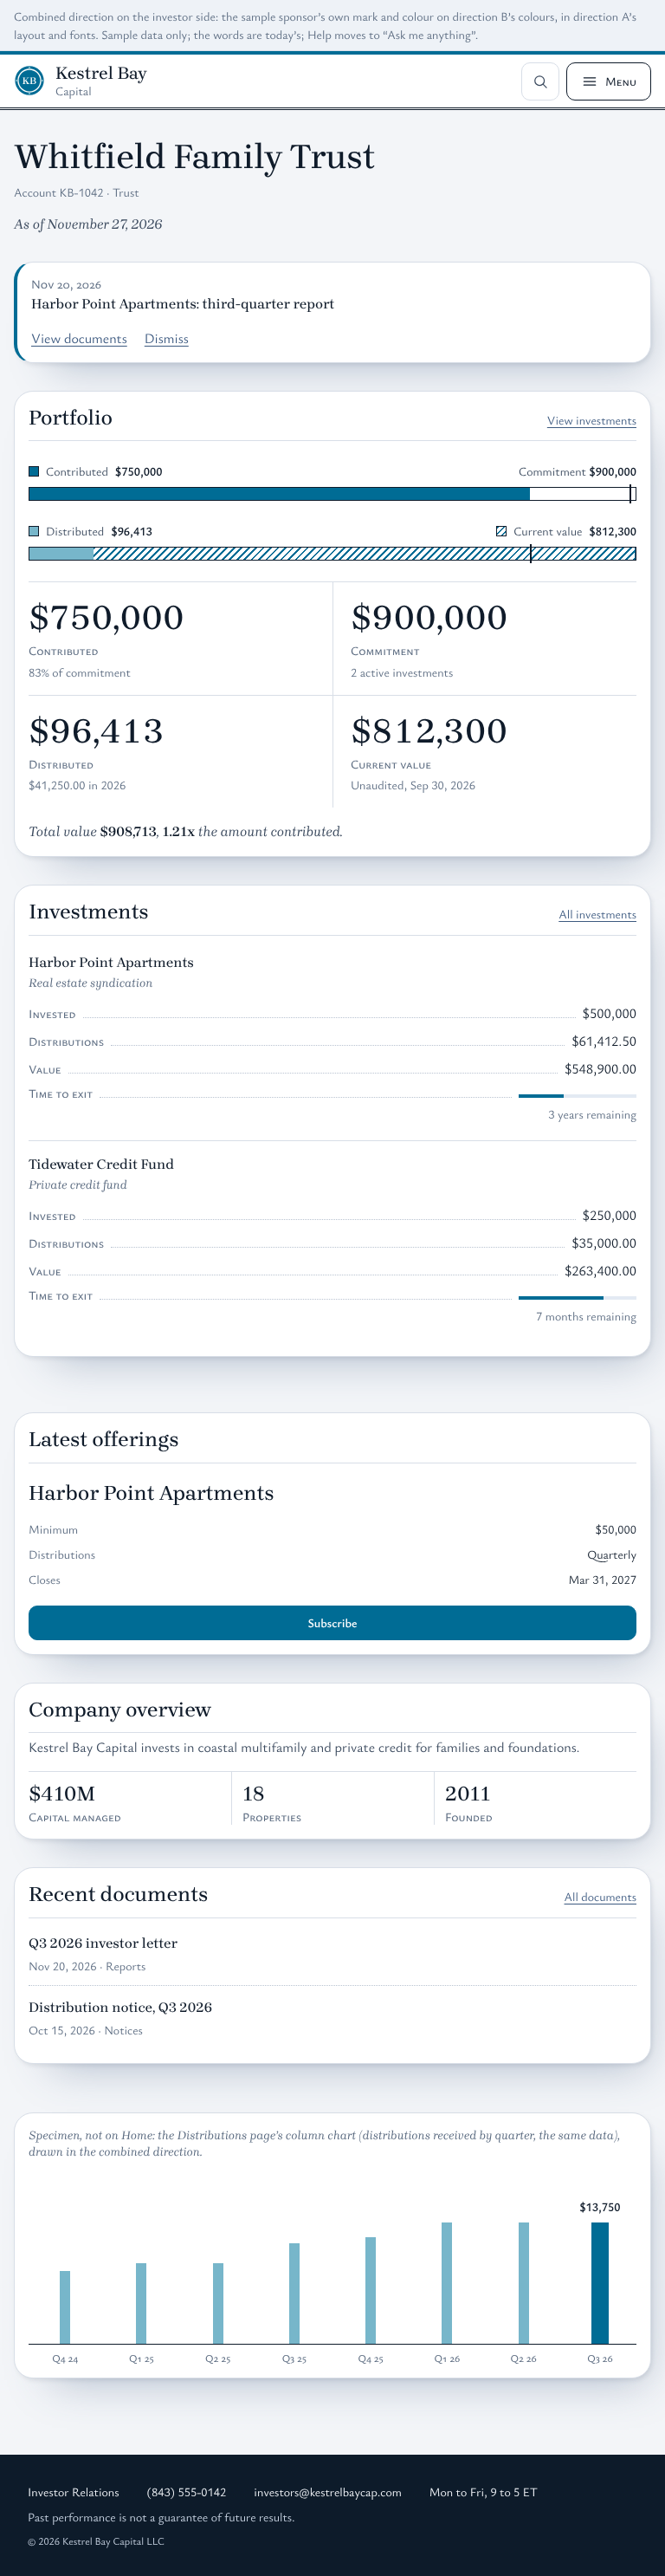 Combined direction on the investor side: the sample sponsor's own mark and colour on direction B's colours, in direction A's
layout and fonts. Sample data only; the words are today's; Help moves to “Ask me anything”.
KB
Kestrel Bay
Capital
Menu
Whitfield Family Trust
Account KB-1042 · Trust
As of November 27, 2026
Nov 20, 2026
Harbor Point Apartments: third-quarter report
View documents Dismiss
Portfolio View investments
Contributed $750,000 Commitment $900,000
Distributed $96,413 Current value $812,300
$750,000 $900,000
Contributed Commitment
83% of commitment 2 active investments
$96,413 $812,300
Distributed Current value
$41,250.00 in 2026 Unaudited, Sep 30, 2026
Total value $908,713, 1.21x the amount contributed.
Investments All investments
Harbor Point Apartments
Real estate syndication
Invested $500,000
Distributions $61,412.50
Value $548,900.00
Time to exit
3 years remaining
Tidewater Credit Fund
Private credit fund
Invested $250,000
Distributions $35,000.00
Value $263,400.00
Time to exit
7 months remaining
Latest offerings
Harbor Point Apartments
Minimum $50,000
Distributions Quarterly
Closes Mar 31, 2027
Subscribe
Company overview
Kestrel Bay Capital invests in coastal multifamily and private credit for families and foundations.
$410M 18 2011
Capital managed Properties Founded
Recent documents All documents
Q3 2026 investor letter
Nov 20, 2026 · Reports
Distribution notice, Q3 2026
Oct 15, 2026 · Notices
Specimen, not on Home: the Distributions page's column chart (distributions received by quarter, the same data),
drawn in the combined direction.
$13,750
Q4 24 Q1 25 Q2 25 Q3 25 Q4 25 Q1 26 Q2 26 Q3 26
Investor Relations (843) 555-0142 investors@kestrelbaycap.com Mon to Fri, 9 to 5 ET
Past performance is not a guarantee of future results.
© 2026 Kestrel Bay Capital LLC